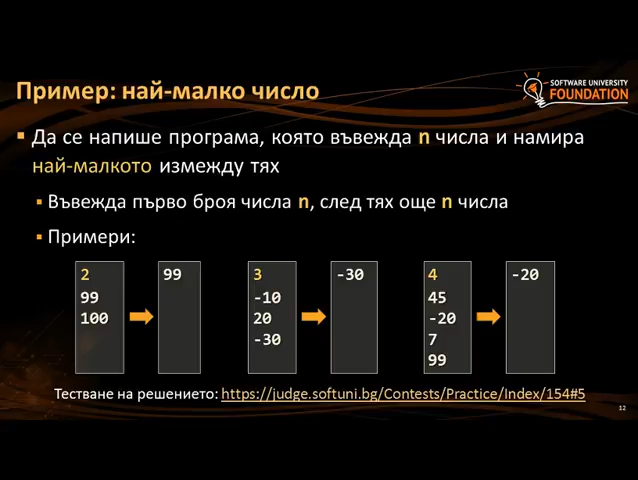 Пример: най-малко число
SOFTWARE UNIVERSITY
FOUNDATION
Да се напише програма, която въвежда n числа и намира
най-малкото измежду тях
Въвежда първо броя числа n, след тях още n числа
Примери:
2
99
100
99
3
-10
20
-30
-30
4
45
-20
7
99
-20
Тестване на решението: https://judge.softuni.bg/Contests/Practice/Index/154#5
12